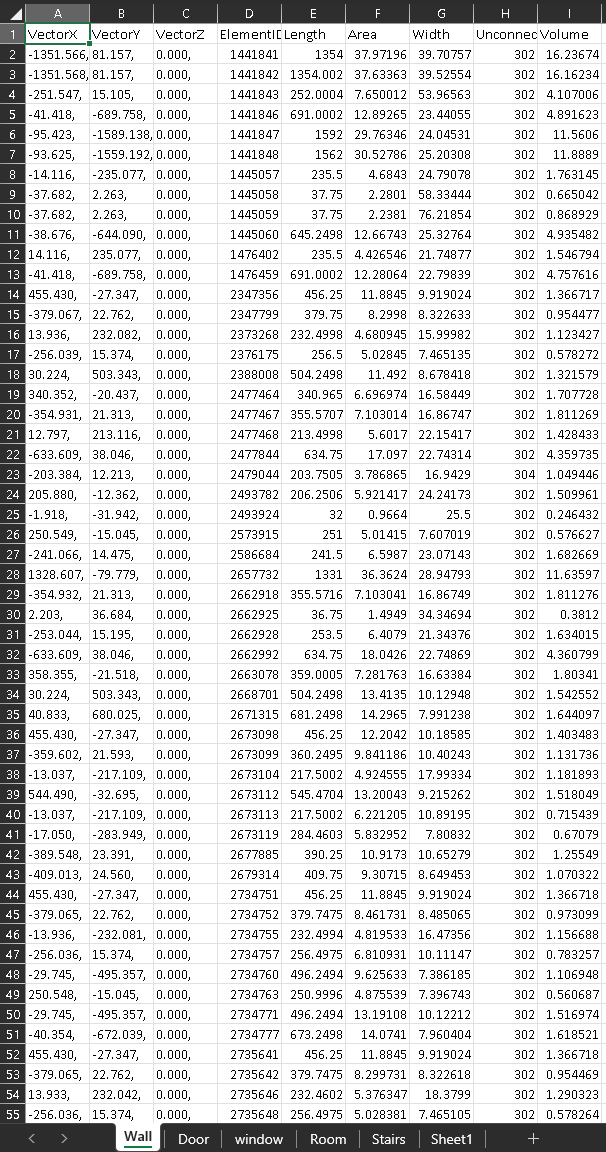 A B C D E F G H I
1 VectorX VectorY VectorZ ElementIE Length Area Width Unconnec Volume
2 -1351.566, 81.157, 0.000, 1441841 1354 37.97196 39.70757 302 16.23674
3 -1351.568, 81.157, 0.000, 1441842 1354.002 37.63363 39.52554 302 16.16234
4 -251.547, 15.105, 0.000, 1441843 252.0004 7.650012 53.96563 302 4.107006
5 -41.418, -689.758, 0.000, 1441846 691.0002 12.89265 23.44055 302 4.891623
6 -95.423, -1589.138, 0.000, 1441847 1592 29.76346 24.04531 302 11.5606
7 -93.625, -1559.192, 0.000, 1441848 1562 30.52786 25.20308 302 11.8889
8 -14.116, -235.077, 0.000, 1445057 235.5 4.6843 24.79078 302 1.763145
9 -37.682, 2.263, 0.000, 1445058 37.75 2.2801 58.33444 302 0.665042
10 -37.682, 2.263, 0.000, 1445059 37.75 2.2381 76.21854 302 0.868929
11 -38.676, -644.090, 0.000, 1445060 645.2498 12.66743 25.32764 302 4.935482
12 14.116, 235.077, 0.000, 1476402 235.5 4.426546 21.74877 302 1.546794
13 -41.418, -689.758, 0.000, 1476459 691.0002 12.28064 22.79839 302 4.757616
14 455.430, -27.347, 0.000, 2347356 456.25 11.8845 9.919024 302 1.366717
15 -379.067, 22.762, 0.000, 2347799 379.75 8.2998 8.322633 302 0.954477
16 13.936, 232.082, 0.000, 2373268 232.4998 4.680945 15.99982 302 1.123427
17 -256.039, 15.374, 0.000, 2376175 256.5 5.02845 7.465135 302 0.578272
18 30.224, 503.343, 0.000, 2388008 504.2498 11.492 8.678418 302 1.321579
19 340.352, -20.437, 0.000, 2477464 340.965 6.696974 16.58449 302 1.707728
20 -354.931, 21.313, 0.000, 2477467 355.5707 7.103014 16.86747 302 1.811269
21 12.797, 213.116, 0.000, 2477468 213.4998 5.6017 22.15417 302 1.428433
22 -633.609, 38.046, 0.000, 2477844 634.75 17.097 22.74314 302 4.359735
23 -203.384, 12.213, 0.000, 2479044 203.7505 3.786865 16.9429 304 1.049446
24 205.880, -12.362, 0.000, 2493782 206.2506 5.921417 24.24173 302 1.509961
25 -1.918, -31.942, 0.000, 2493924 32 0.9664 25.5 302 0.246432
26 250.549, -15.045, 0.000, 2573915 251 5.01415 7.607019 302 0.576627
27 -241.066, 14.475, 0.000, 2586684 241.5 6.5987 23.07143 302 1.682669
28 1328.607, -79.779, 0.000, 2657732 1331 36.3624 28.94793 302 11.63597
29 -354.932, 21.313, 0.000, 2662918 355.5716 7.103041 16.86749 302 1.811276
30 2.203, 36.684, 0.000, 2662925 36.75 1.4949 34.34694 302 0.3812
31 -253.044, 15.195, 0.000, 2662928 253.5 6.4079 21.34376 302 1.634015
32 -633.609, 38.046, 0.000, 2662992 634.75 18.0426 22.74869 302 4.360799
33 358.355, -21.518, 0.000, 2663078 359.0005 7.281763 16.63384 302 1.80341
34 30.224, 503.343, 0.000, 2668701 504.2498 13.4135 10.12948 302 1.542552
35 40.833, 680.025, 0.000, 2671315 681.2498 14.2965 7.991238 302 1.644097
36 455.430, -27.347, 0.000, 2673098 456.25 12.2042 10.18585 302 1.403483
37 -359.602, 21.593, 0.000, 2673099 360.2495 9.841186 10.40243 302 1.131736
38 -13.037, -217.109, 0.000, 2673104 217.5002 4.924555 17.99334 302 1.181893
39 544.490, -32.695, 0.000, 2673112 545.4704 13.20043 9.215262 302 1.518049
40 -13.037, -217.109, 0.000, 2673113 217.5002 6.221205 10.89195 302 0.715439
41 -17.050, -283.949, 0.000, 2673119 284.4603 5.832952 7.80832 302 0.67079
42 -389.548, 23.391, 0.000, 2677885 390.25 10.9173 10.65279 302 1.25549
43 -409.013, 24.560, 0.000, 2679314 409.75 9.30715 8.649453 302 1.070322
44 455.430, -27.347, 0.000, 2734751 456.25 11.8845 9.919024 302 1.366718
45 -379.065, 22.762, 0.000, 2734752 379.7475 8.461731 8.485065 302 0.973099
46 -13.936, -232.081, 0.000, 2734755 232.4994 4.819533 16.47356 302 1.156688
47 -256.036, 15.374, 0.000, 2734757 256.4975 6.810931 10.11147 302 0.783257
48 -29.745, -495.357, 0.000, 2734760 496.2494 9.625633 7.386185 302 1.106948
49 250.548, -15.045, 0.000, 2734763 250.9996 4.875539 7.396743 302 0.560687
50 -29.745, -495.357, 0.000, 2734771 496.2494 13.19108 10.12212 302 1.516974
51 -40.354, -672.039, 0.000, 2734777 673.2498 14.0741 7.960404 302 1.618521
52 455.430, -27.347, 0.000, 2735641 456.25 11.8845 9.919024 302 1.366718
53 -379.065, 22.762, 0.000, 2735642 379.7475 8.299731 8.322618 302 0.954469
54 13.933, 232.042, 0.000, 2735646 232.4602 5.376347 18.3799 302 1.290323
55 -256.036, 15.374, 0.000, 2735648 256.4975 5.028381 7.465105 302 0.578264
Wall Door window Room Stairs Sheet1